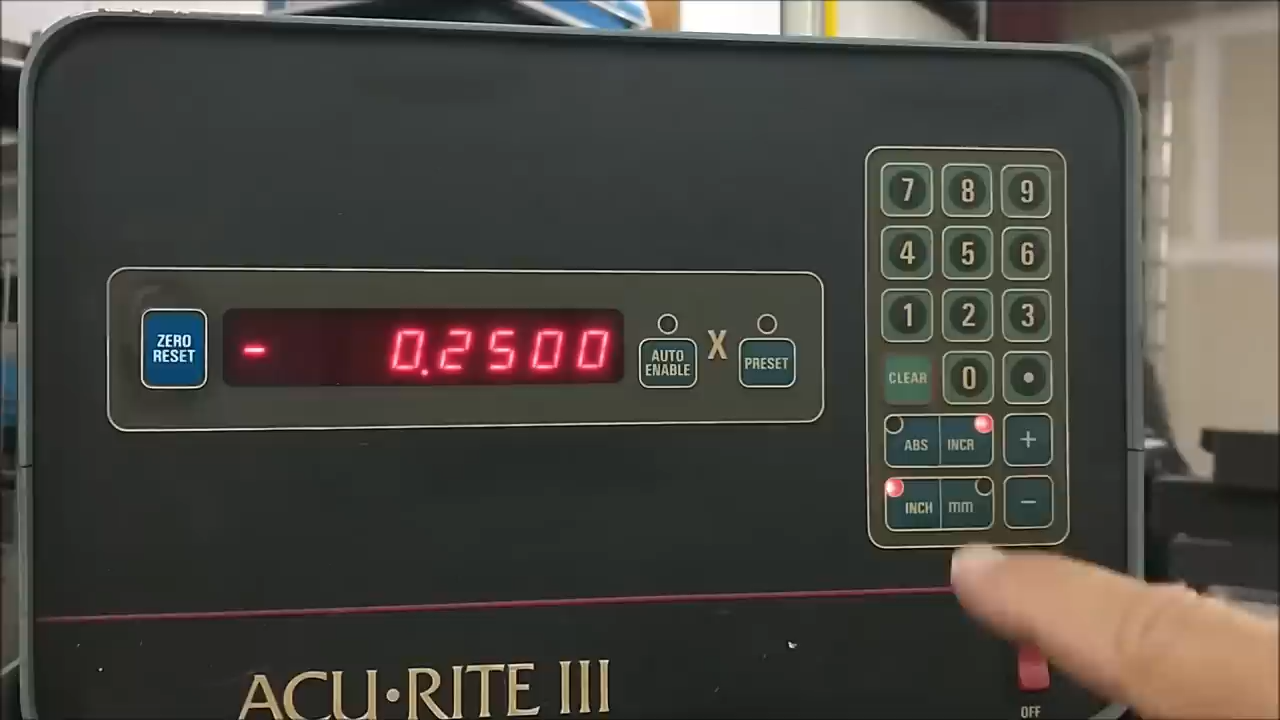 ZERO
RESET
- 0.2500
AUTO
ENABLE
X
PRESET
7 8 9
4 5 6
1 2 3
CLEAR 0 •
ABS INCR +
INCH mm -
ACU•RITE III
OFF